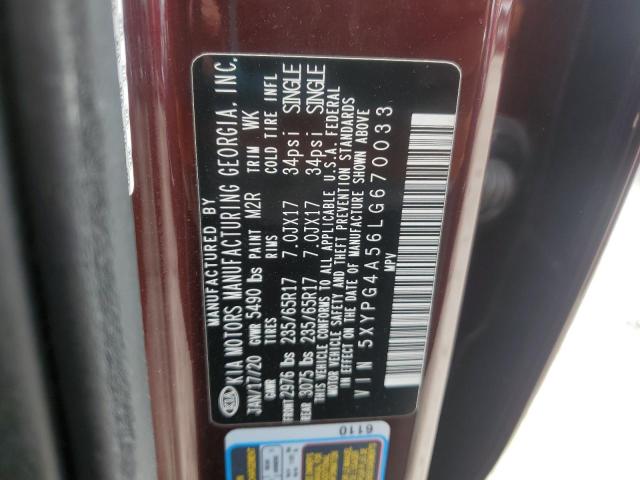 MANUFACTURED BY
KIA KIA MOTORS MANUFACTURING GEORGIA, INC.
JAN/17/20 GVWR 5490 lbs PAINT M2R TRIM WK
TIRES RIMS COLD TIRE INFL
FRONT 2976 lbs 235/65R17 7.0JX17 34psi SINGLE
REAR 3075 lbs 235/65R17 7.0JX17 34psi SINGLE
THIS VEHICLE CONFORMS TO ALL APPLICABLE U.S.A. FEDERAL
MOTOR VEHICLE SAFETY AND THEFT PREVENTION STANDARDS
IN EFFECT ON THE DATE OF MANUFACTURE SHOWN ABOVE
VIN 5XYPG4A56LG670033
MPV
6110